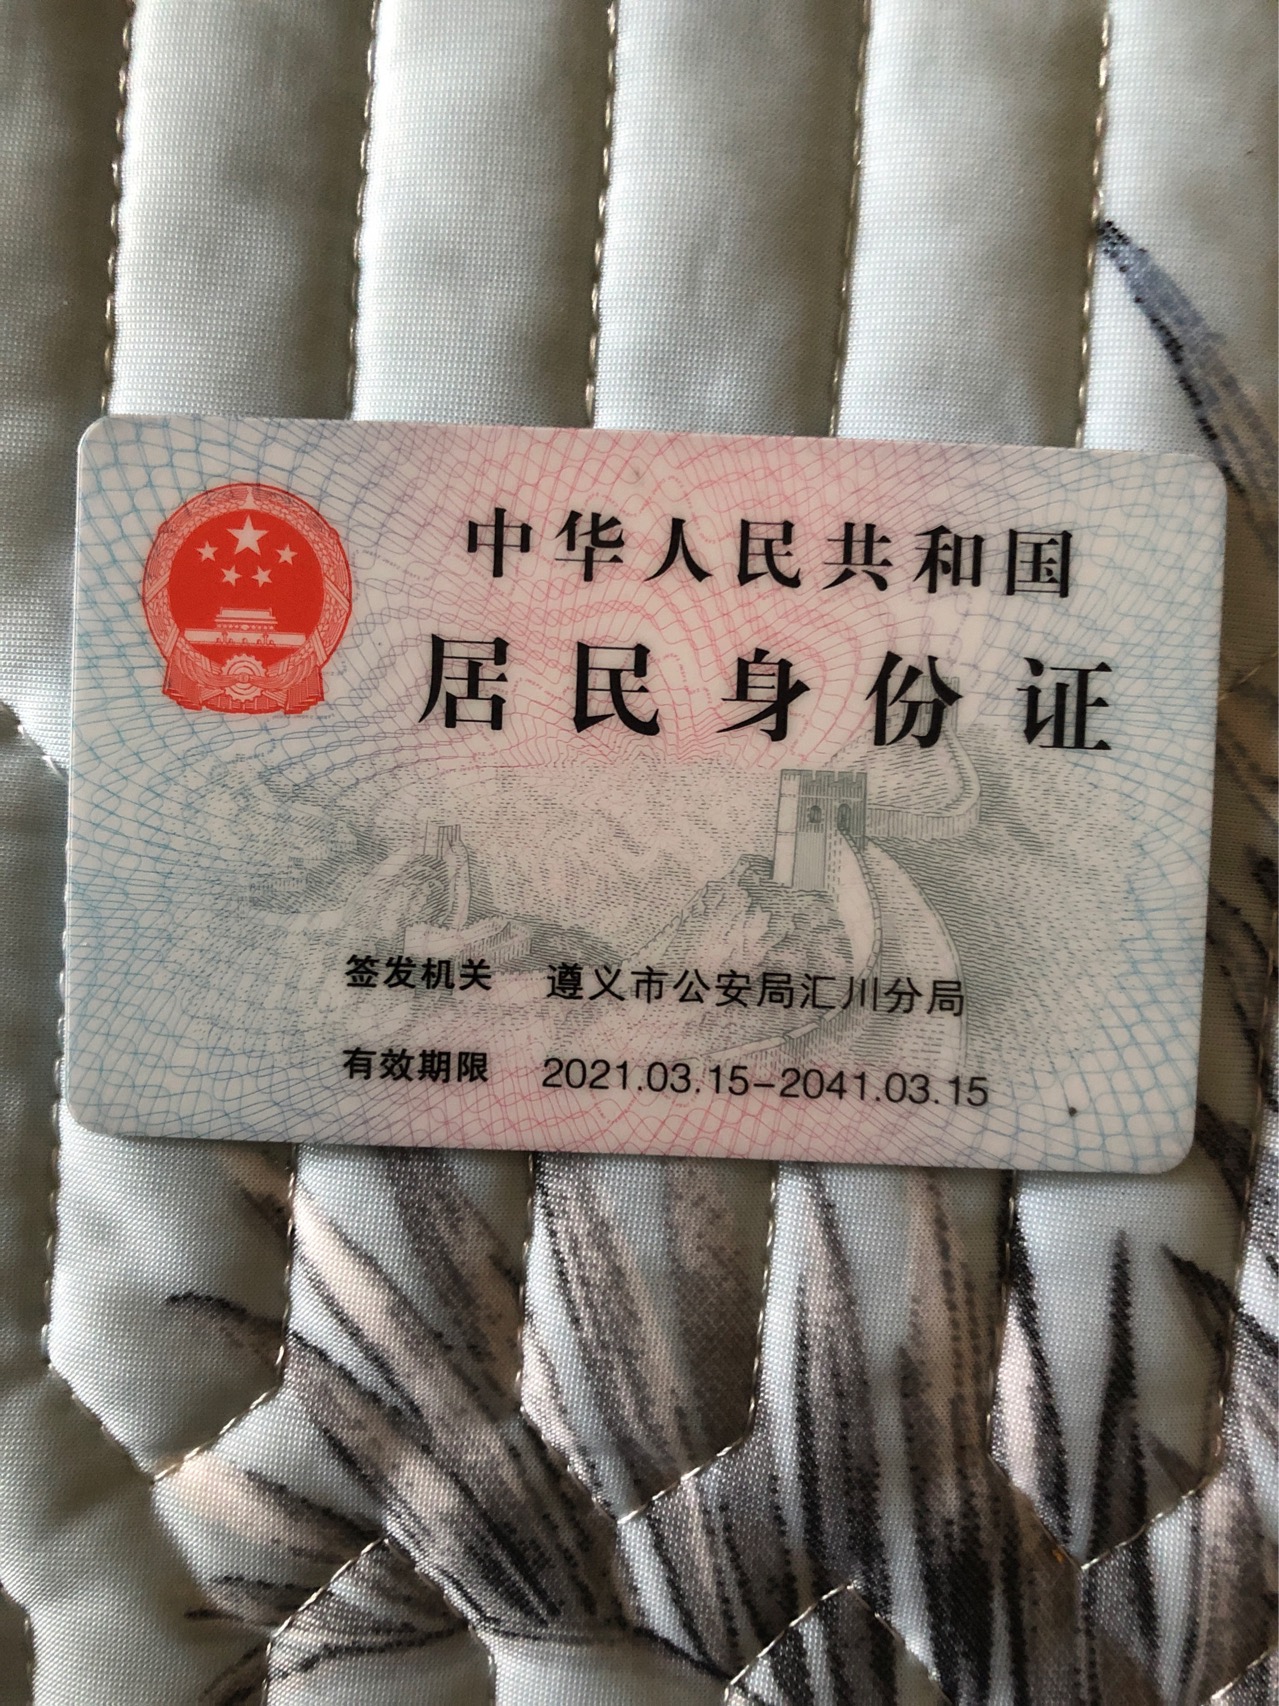 中华人民共和国
居民身份证
签发机关 遵义市公安局汇川分局
有效期限 2021.03.15-2041.03.15